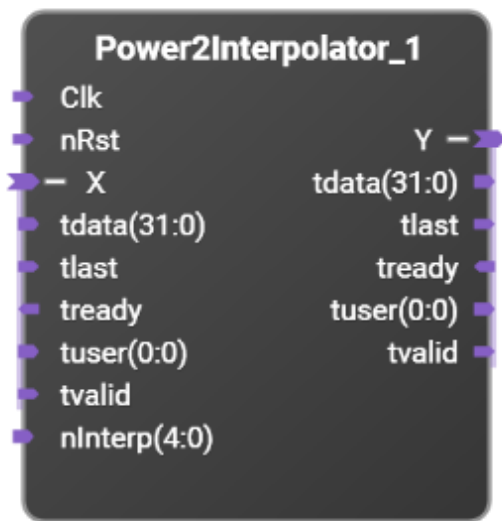 Power2Interpolator_1
Clk
nRst
Y
X
tdata(31:0)
tdata(31:0)
tlast
tlast
tready
tready
tuser(0:0)
tuser(0:0)
tvalid
tvalid
nInterp(4:0)